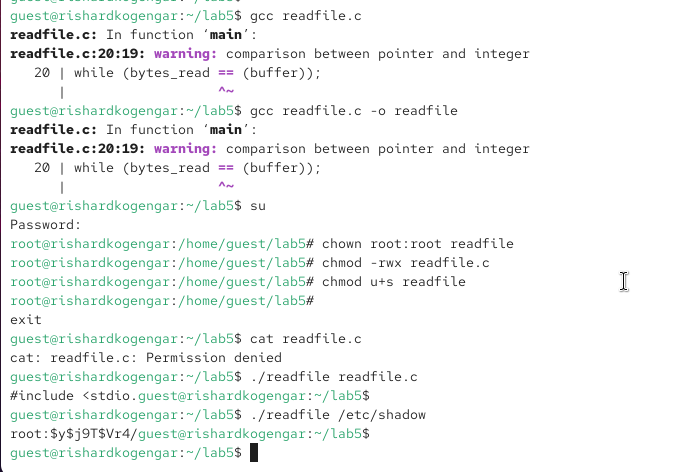 guest@rishardkogengar:~/lab5$ gcc readfile.c
readfile.c: In function ‘main’:
readfile.c:20:19: warning: comparison between pointer and integer
   20 | while (bytes_read == (buffer));
      |                   ^~
guest@rishardkogengar:~/lab5$ gcc readfile.c -o readfile
readfile.c: In function ‘main’:
readfile.c:20:19: warning: comparison between pointer and integer
   20 | while (bytes_read == (buffer));
      |                   ^~
guest@rishardkogengar:~/lab5$ su
Password:
root@rishardkogengar:/home/guest/lab5# chown root:root readfile
root@rishardkogengar:/home/guest/lab5# chmod -rwx readfile.c
root@rishardkogengar:/home/guest/lab5# chmod u+s readfile
root@rishardkogengar:/home/guest/lab5#
exit
guest@rishardkogengar:~/lab5$ cat readfile.c
cat: readfile.c: Permission denied
guest@rishardkogengar:~/lab5$ ./readfile readfile.c
#include <stdio.guest@rishardkogengar:~/lab5$
guest@rishardkogengar:~/lab5$ ./readfile /etc/shadow
root:$y$j9T$Vr4/guest@rishardkogengar:~/lab5$
guest@rishardkogengar:~/lab5$